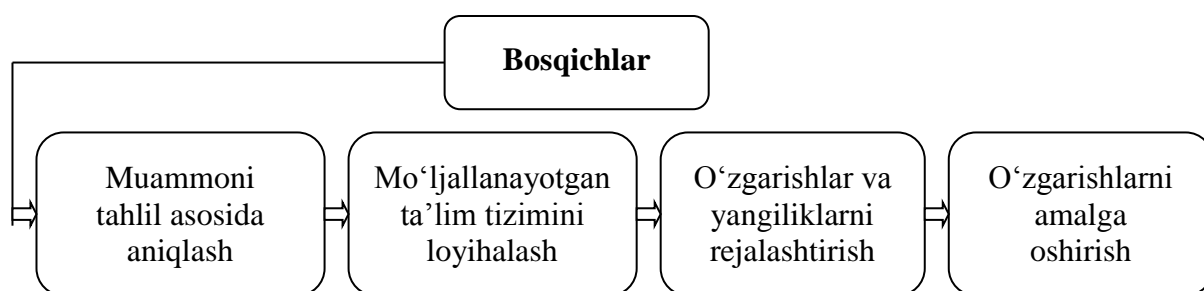 Bosqichlar
Muammoni
tahlil asosida
aniqlash
Mo‘ljallanayotgan
ta’lim tizimini
loyihalash
O‘zgarishlar va
yangiliklarni
rejalashtirish
O‘zgarishlarni
amalga
oshirish